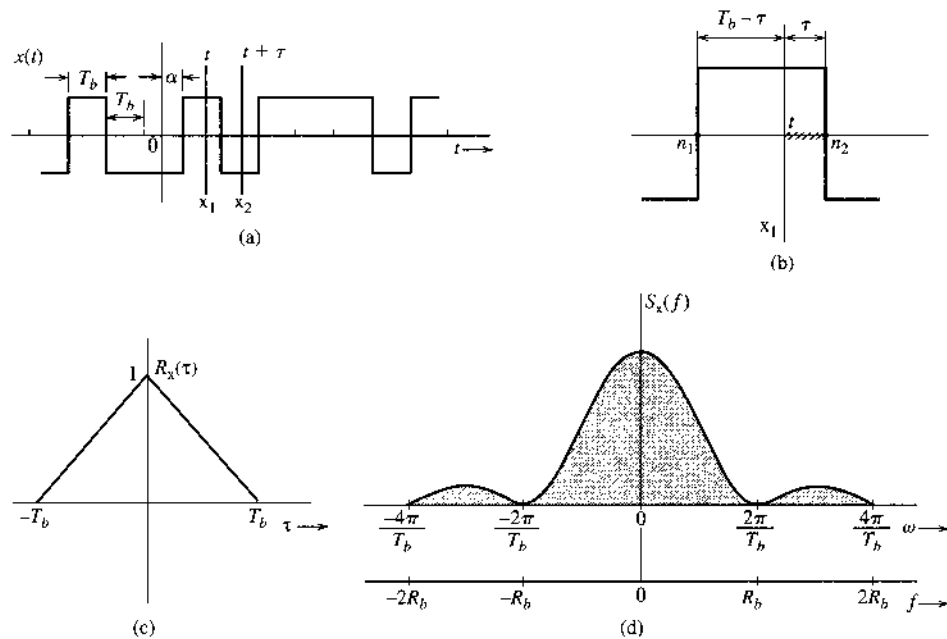 x(t)
T_b
α
t
t + τ
T_b
0
t
x_1
x_2
(a)
T_b − τ
τ
t
n_1
n_2
x_1
(b)
1
R_x(τ)
−T_b
T_b
τ
(c)
S_x(f)
−4π/T_b
−2π/T_b
0
2π/T_b
4π/T_b
ω
−2R_b
−R_b
0
R_b
2R_b
f
(d)